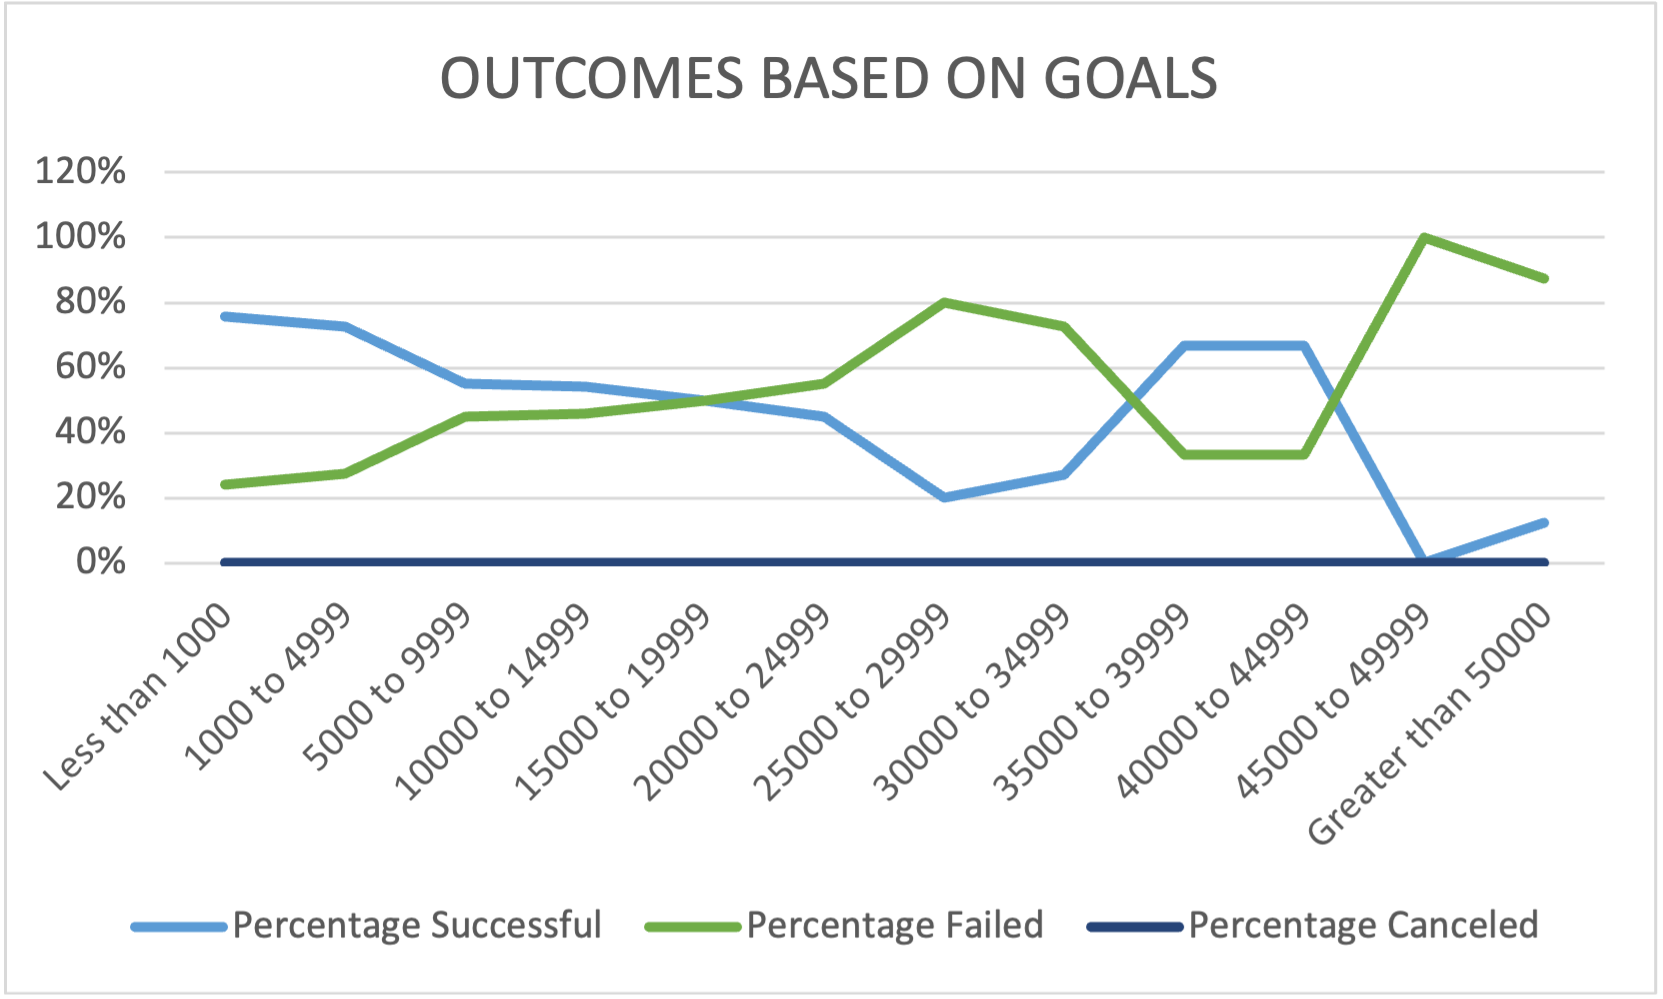 OUTCOMES BASED ON GOALS
120%
100%
80%
60%
40%
20%
0%
Less than 1000
1000 to 4999
5000 to 9999
10000 to 14999
15000 to 19999
20000 to 24999
25000 to 29999
30000 to 34999
35000 to 39999
40000 to 44999
45000 to 49999
Greater than 50000
Percentage Successful
Percentage Failed
Percentage Canceled